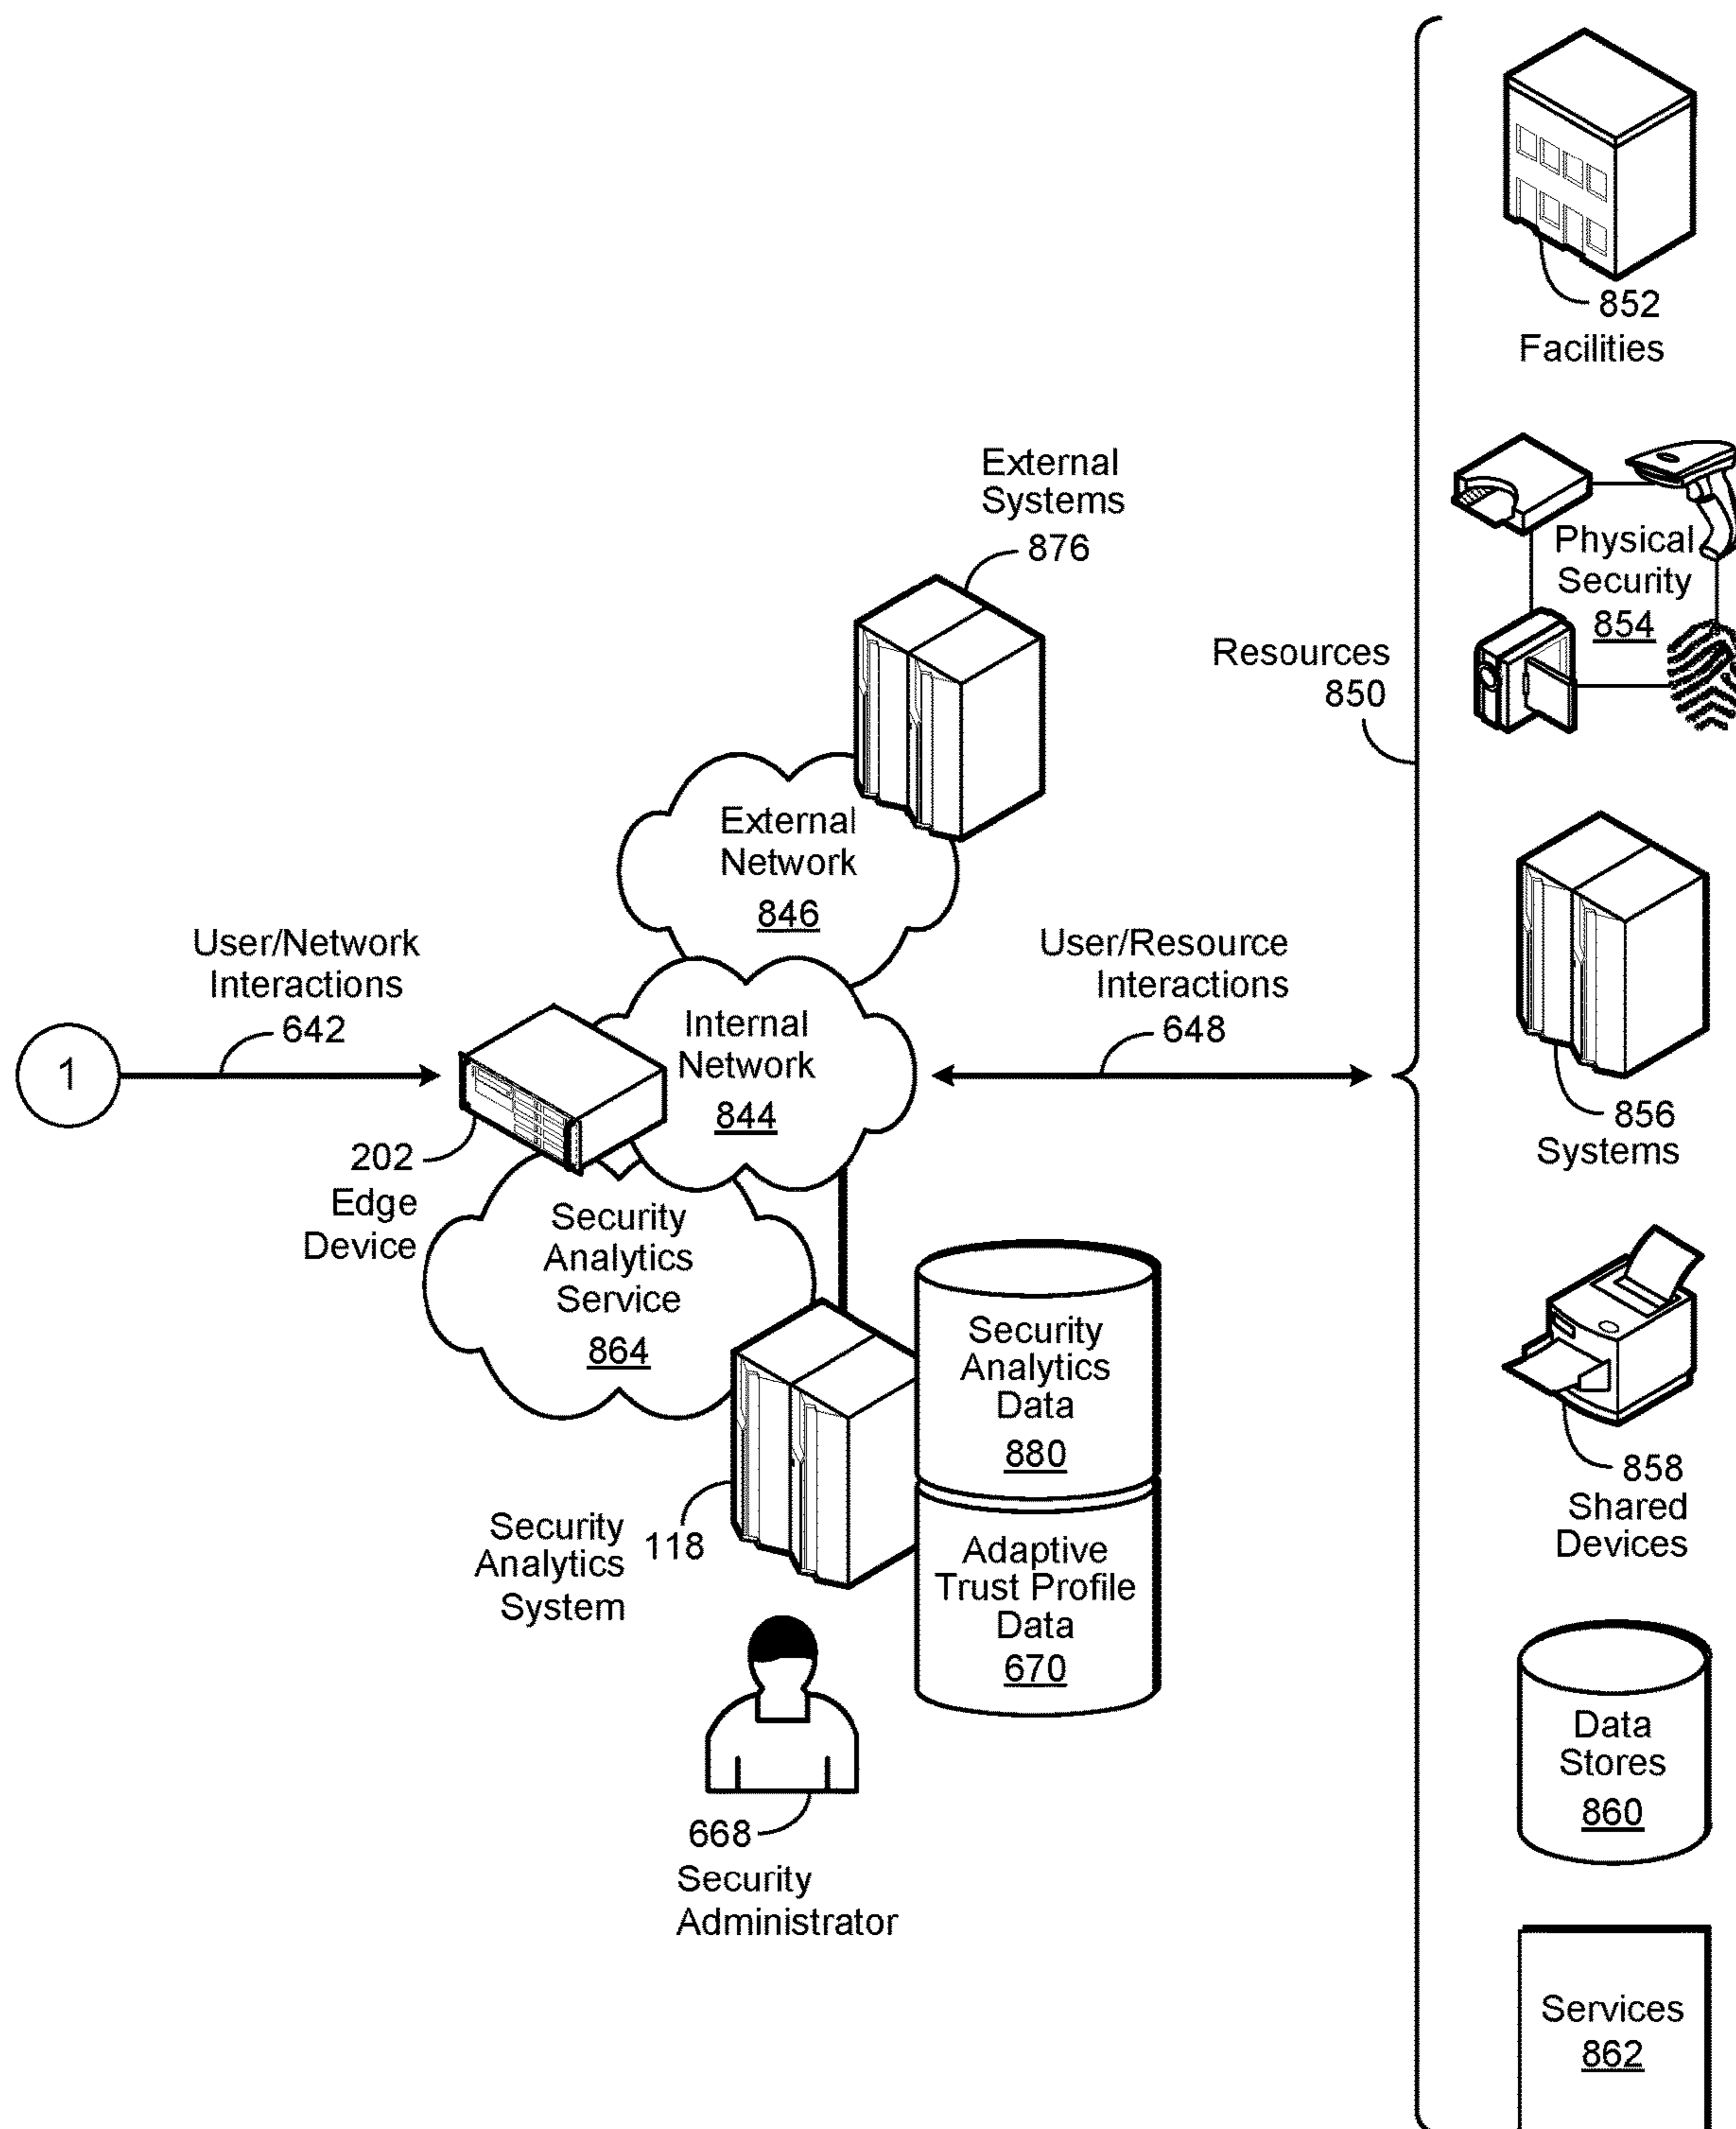 852
Facilities
External
Systems
876
Physical
Security
854
Resources
850
External
Network
846
User/Network
Interactions
642
User/Resource
Interactions
648
1
Internal
Network
844
202
Edge
Device
856
Systems
Security
Analytics
Service
864
Security
Analytics
Data
880
858
Shared
Devices
Security
Analytics
System
118
Adaptive
Trust Profile
Data
670
Data
Stores
860
668
Security
Administrator
Services
862